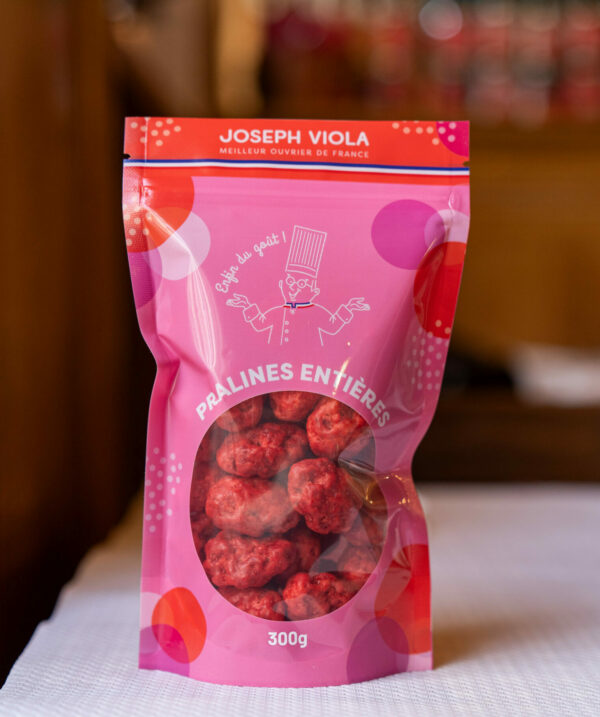 JOSEPH VIOLA
MEILLEUR OUVRIER DE FRANCE
Enfin du goût !
PRALINES ENTIÈRES
300g